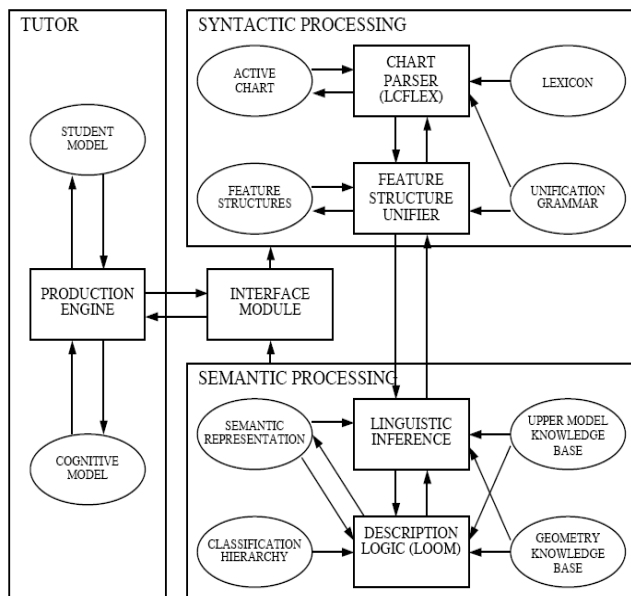 TUTOR
STUDENT
MODEL
PRODUCTION
ENGINE
COGNITIVE
MODEL
INTERFACE
MODULE
SYNTACTIC PROCESSING
ACTIVE
CHART
CHART
PARSER
(LCFLEX)
LEXICON
FEATURE
STRUCTURES
FEATURE
STRUCTURE
UNIFIER
UNIFICATION
GRAMMAR
SEMANTIC PROCESSING
SEMANTIC
REPRESENTATION
LINGUISTIC
INFERENCE
UPPER MODEL
KNOWLEDGE
BASE
CLASSIFICATION
HIERARCHY
DESCRIPTION
LOGIC (LOOM)
GEOMETRY
KNOWLEDGE
BASE